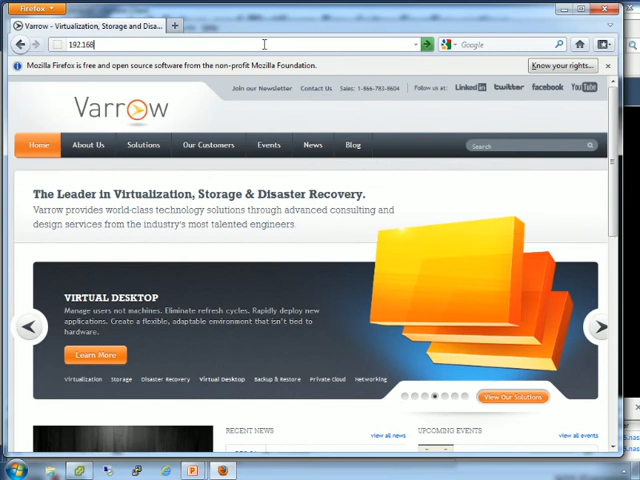 Firefox
Varrow - Virtualization, Storage and Disa...
192.168
Google
Mozilla Firefox is free and open source software from the non-profit Mozilla Foundation.
Know your rights...
Join our Newsletter Contact Us Sales: 1-866-783-8604 Follow us at: LinkedIn twitter facebook YouTube
Varrow
Home About Us Solutions Our Customers Events News Blog Search
The Leader in Virtualization, Storage & Disaster Recovery.
Varrow provides world-class technology solutions through advanced consulting and
design services from the industry's most talented engineers.
VIRTUAL DESKTOP
Manage users not machines. Eliminate refresh cycles. Rapidly deploy new
applications. Create a flexible, adaptable environment that isn't tied to
hardware.
Learn More
Virtualization Storage Disaster Recovery Virtual Desktop Backup & Restore Private Cloud Networking
View Our Solutions
RECENT NEWS view all news UPCOMING EVENTS view all events